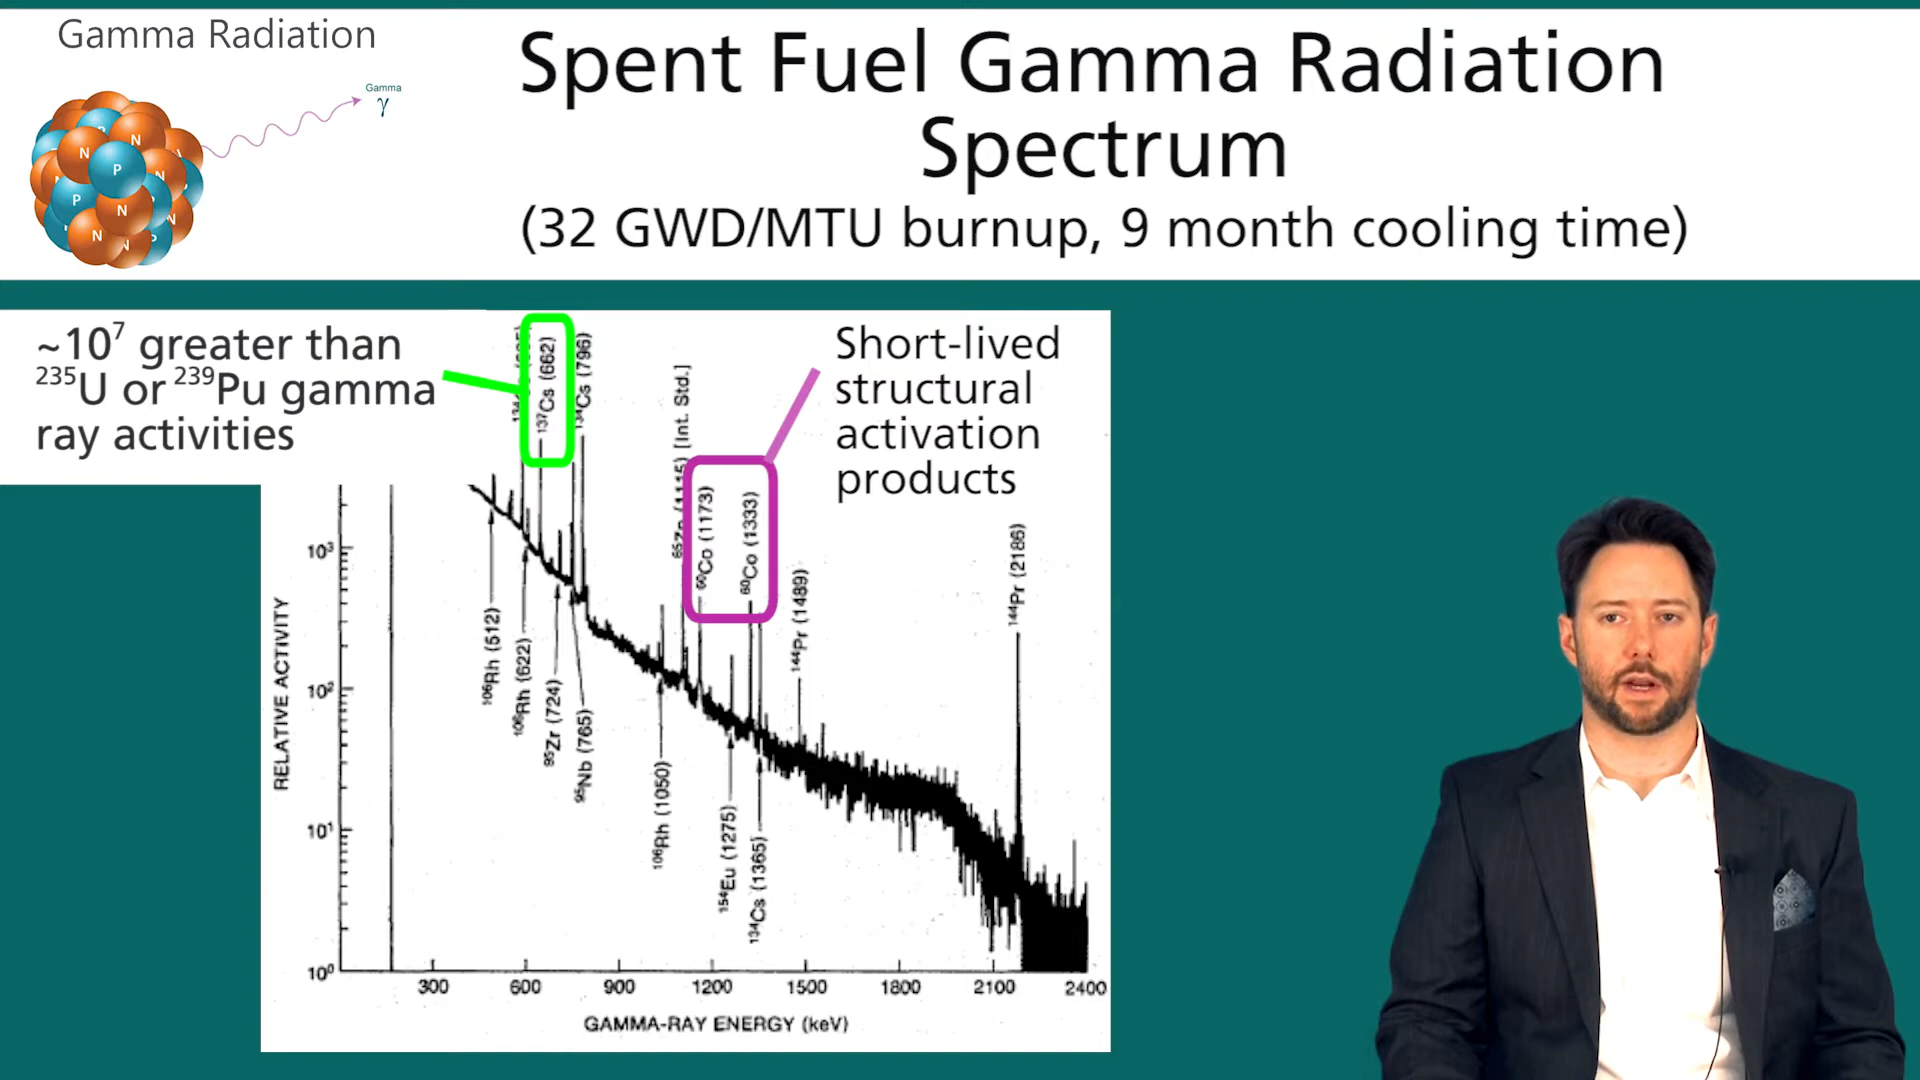 Gamma Radiation
Gamma
γ
P
N
N
P
N
P
N
N
N
Spent Fuel Gamma Radiation
Spectrum
(32 GWD/MTU burnup, 9 month cooling time)
~10⁷ greater than
²³⁵U or ²³⁹Pu gamma
ray activities
Short-lived
structural
activation
products
¹³⁷Cs (662)
¹³⁴Cs (796)
[Int. Std.]
⁶⁰Co (1173)
⁶⁰Co (1333)
¹⁴⁴Pr (1489)
¹⁴⁴Pr (2186)
¹⁰⁶Rh (512)
¹⁰⁶Rh (622)
⁹⁵Zr (724)
⁹⁵Nb (765)
¹⁰⁶Rh (1050)
¹⁵⁴Eu (1275)
¹³⁴Cs (1365)
RELATIVE ACTIVITY
10³
10²
10¹
10⁰
300 600 900 1200 1500 1800 2100 2400
GAMMA-RAY ENERGY (keV)